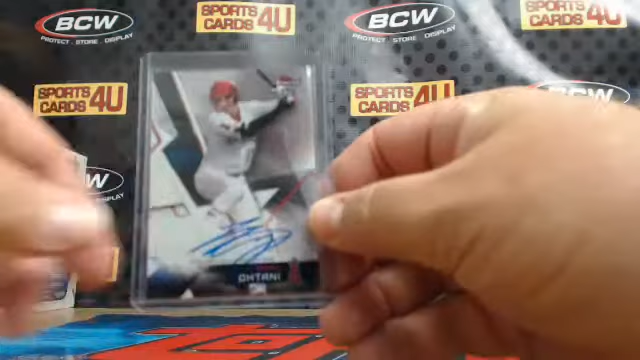 BCW
PROTECT . STORE . DISPLAY
SPORTS
CARDS 4U
BCW
PROTECT . STORE . DISPLAY
SPORTS
CARDS 4U
SPORTS
CARDS 4U
SPORTS
CARDS 4U
BCW
W
OHTANI